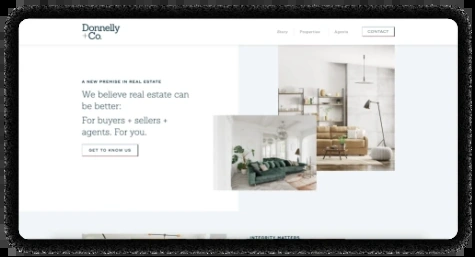 Donnelly
+Co.
Story
Properties
Agents
CONTACT
A NEW PREMISE IN REAL ESTATE
We believe real estate can
be better:
For buyers + sellers +
agents. For you.
GET TO KNOW US
INTEGRITY MATTERS